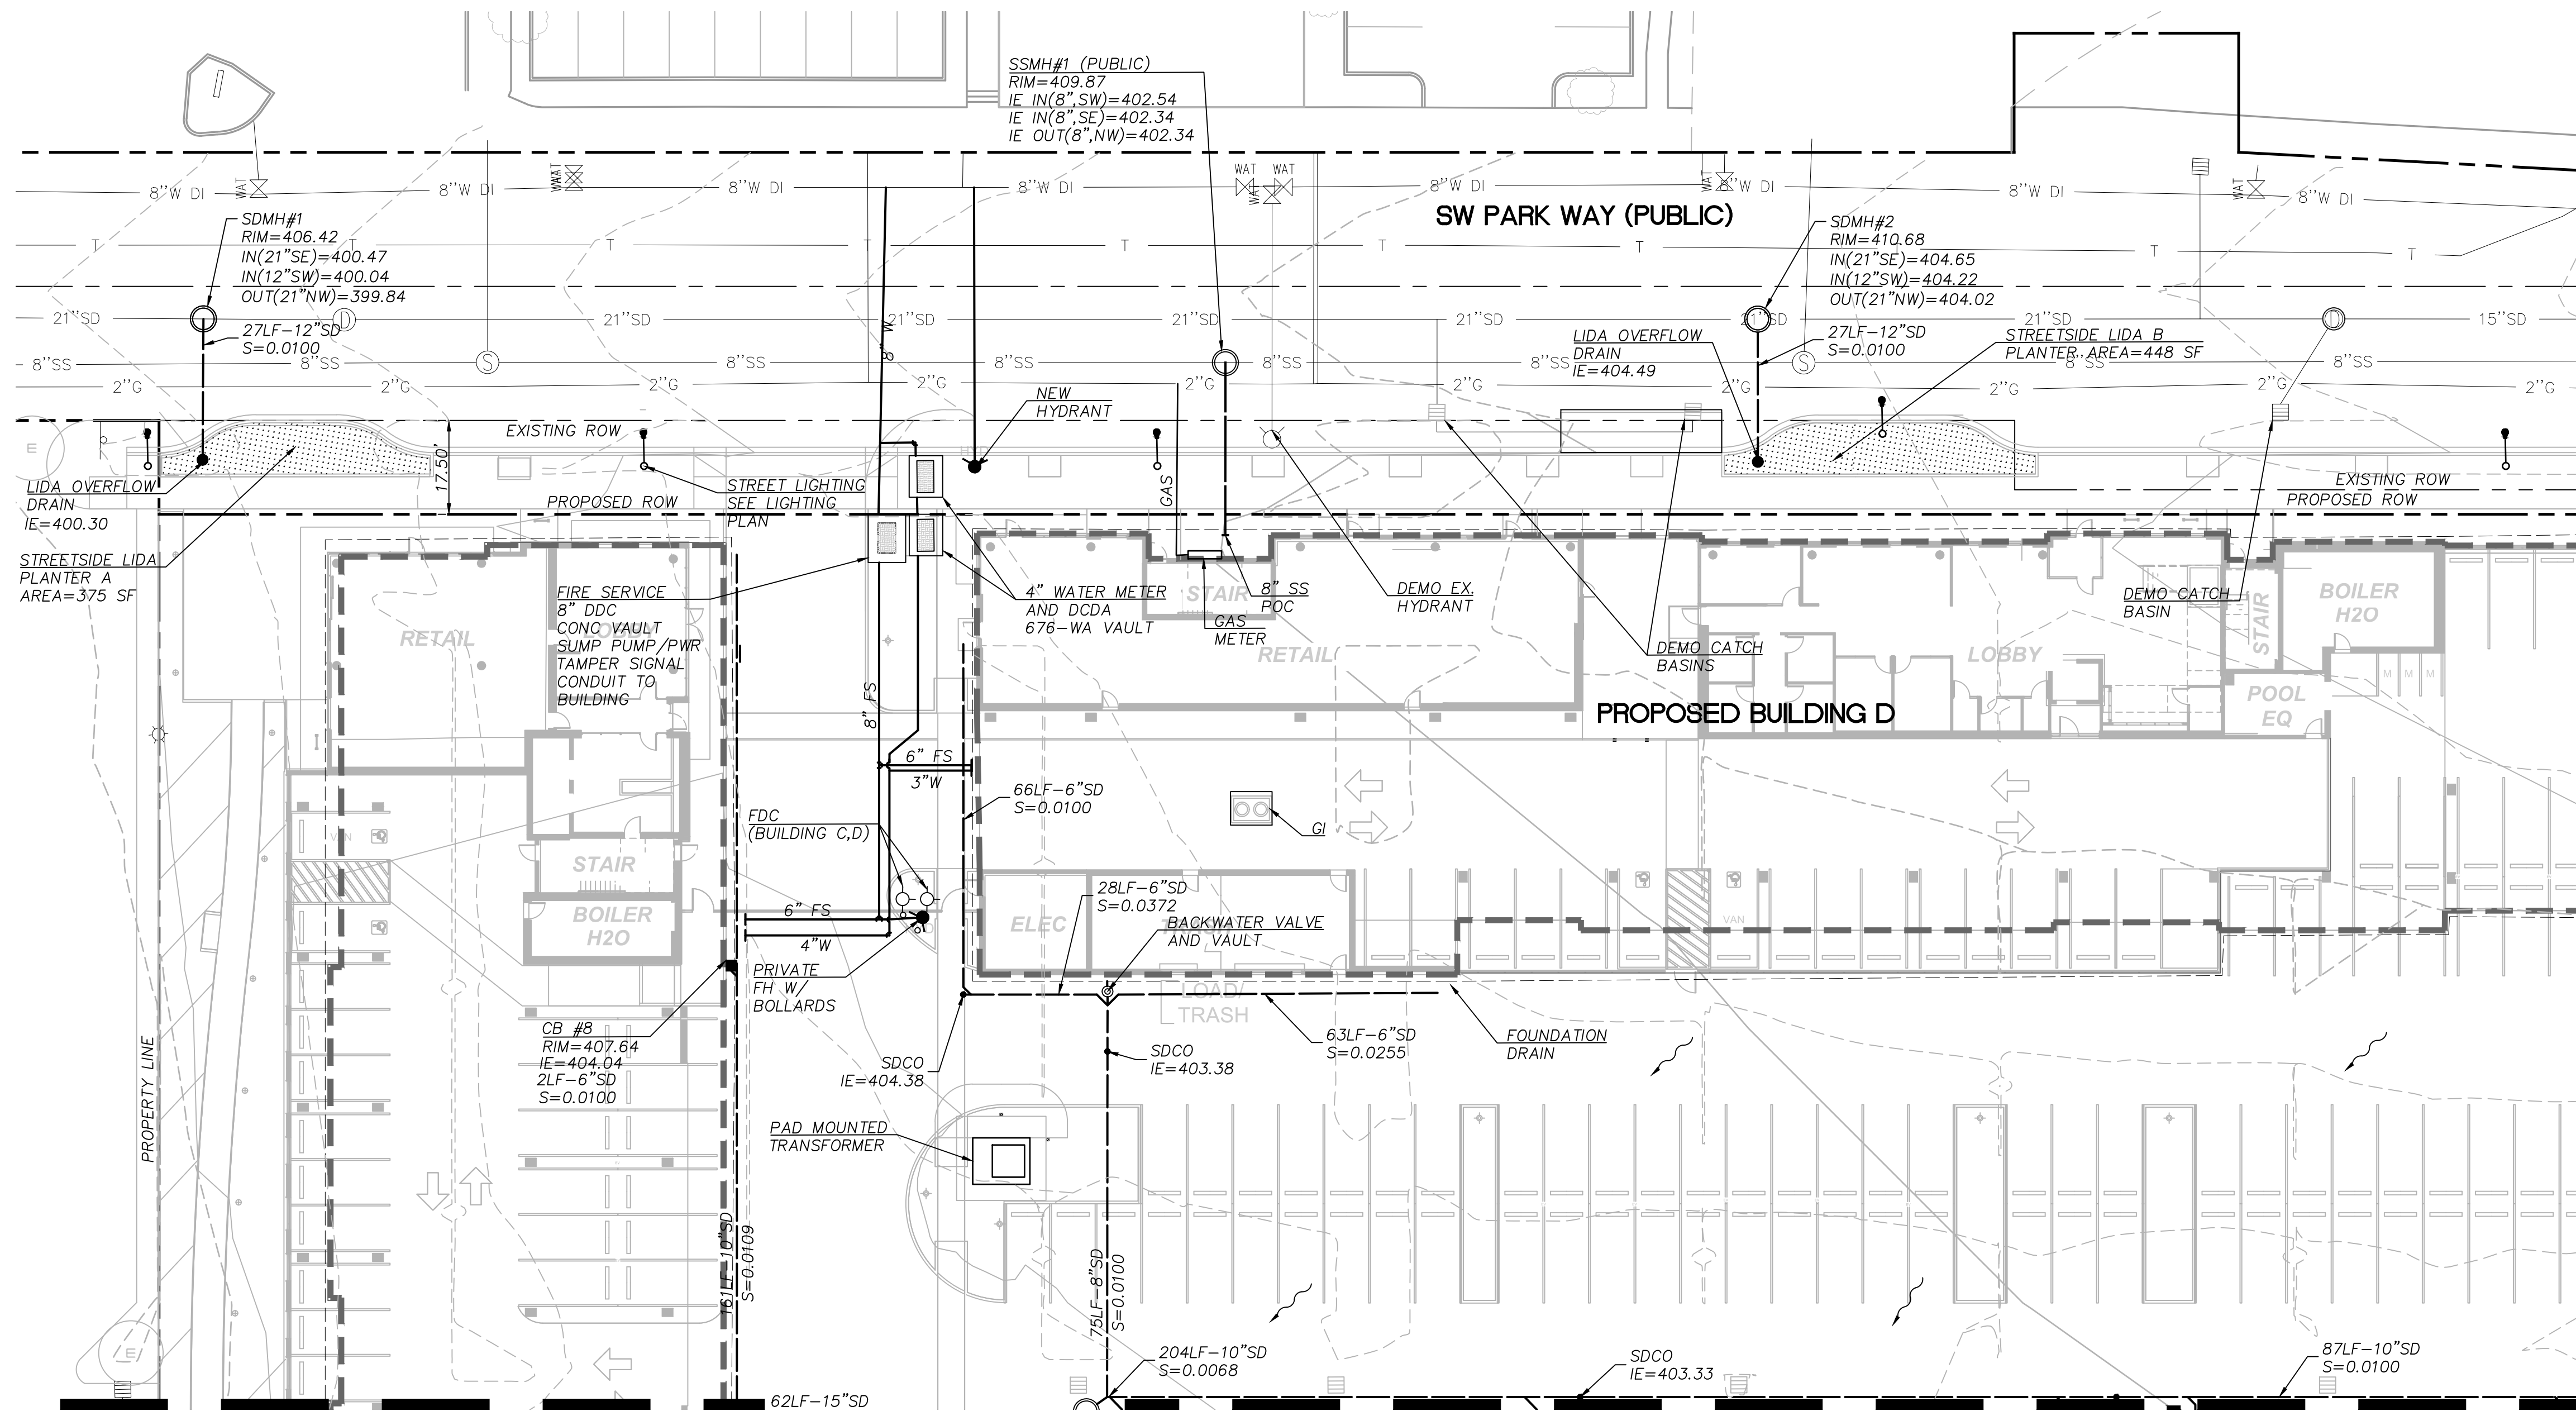 SSMH#1 (PUBLIC)
RIM=409.87
IE IN(8",SW)=402.54
IE IN(8",SE)=402.34
IE OUT(8",NW)=402.34
WAT
8"W DI
WAT
8"W DI
8"W DI
8"W DI
WAT
WAT
WAT
8"W DI
WAT
8"W DI
8"W DI
WAT
8"W DI
SW PARK WAY (PUBLIC)
SDMH#1
RIM=406.42
IN(21"SE)=400.47
IN(12"SW)=400.04
OUT(21"NW)=399.84
SDMH#2
RIM=410.68
IN(21"SE)=404.65
IN(12"SW)=404.22
OUT(21"NW)=404.02
T
T
T
T
T
T
T
T
T
T
21"SD
D
21"SD
21"SD
21"SD
21"SD
21"SD
21"SD
D
15"SD
27LF-12"SD
S=0.0100
8" W
LIDA OVERFLOW
DRAIN
IE=404.49
27LF-12"SD
S=0.0100
STREETSIDE LIDA B
PLANTER AREA=448 SF
8"SS
8"SS
S
8"SS
8"SS
8"SS
8"SS
S
8"SS
8"SS
2"G
2"G
2"G
2"G
2"G
2"G
2"G
2"G
2"G
2"G
NEW
HYDRANT
EXISTING ROW
17.50'
E
LIDA OVERFLOW
DRAIN
IE=400.30
PROPOSED ROW
STREET LIGHTING
SEE LIGHTING
PLAN
GAS
EXISTING ROW
PROPOSED ROW
STREETSIDE LIDA
PLANTER A
AREA=375 SF
FIRE SERVICE
8" DDC
CONC VAULT
SUMP PUMP/PWR
TAMPER SIGNAL
CONDUIT TO
BUILDING
4" WATER METER
AND DCDA
676-WA VAULT
STAIR
GAS
METER
8" SS
POC
DEMO EX.
HYDRANT
DEMO CATCH
BASINS
DEMO CATCH
BASIN
STAIR
BOILER
H2O
RETAIL
LOBBY
RETAIL
LOBBY
POOL
EQ
M
M
M
8" FS
PROPOSED BUILDING D
6" FS
3"W
66LF-6"SD
S=0.0100
GI
FDC
(BUILDING C,D)
VAN
STAIR
BOILER
H2O
6" FS
4"W
ELEC
28LF-6"SD
S=0.0372
BACKWATER VALVE
AND VAULT
VAN
PRIVATE
FH W/
BOLLARDS
LOAD/
TRASH
CB #8
RIM=407.64
IE=404.04
2LF-6"SD
S=0.0100
SDCO
IE=404.38
SDCO
IE=403.38
63LF-6"SD
S=0.0255
FOUNDATION
DRAIN
PROPERTY LINE
PAD MOUNTED
TRANSFORMER
161LF-10"SD
S=0.0109
75LF-8"SD
S=0.0100
E
204LF-10"SD
S=0.0068
SDCO
IE=403.33
87LF-10"SD
S=0.0100
62LF-15"SD